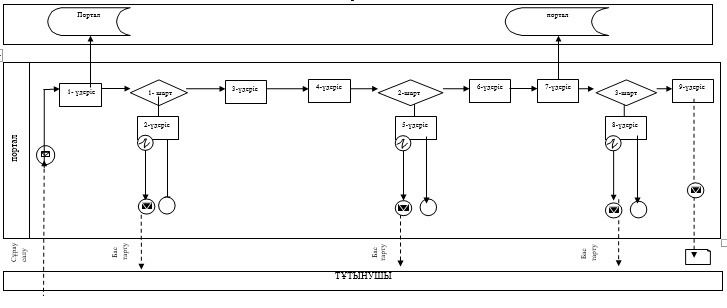 Портал
портал
портал
1- үдеріс
1- шарт
3-үдеріс
4-үдеріс
2-шарт
6-үдеріс
7-үдеріс
3-шарт
9-үдеріс
2-үдеріс
5-үдеріс
8-үдеріс
Сұрау
салу
Бас
тарту
Бас
тарту
Бас
тарту
ТҰТЫНУШЫ